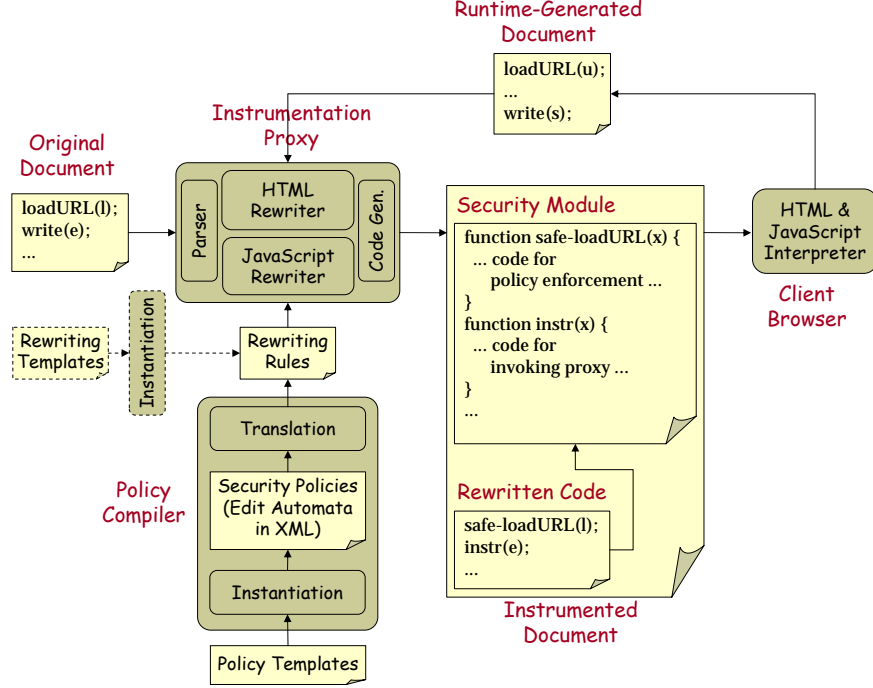 Runtime-Generated
Document
loadURL(u);
...
write(s);
Instrumentation
Proxy
Original
Document
loadURL(l);
write(e);
...
Parser
HTML
Rewriter
JavaScript
Rewriter
Code Gen.
Security Module
function safe-loadURL(x) {
... code for
policy enforcement ...
}
function instr(x) {
... code for
invoking proxy ...
}
...
HTML &
JavaScript
Interpreter
Client
Browser
Rewriting
Templates
Instantiation
Rewriting
Rules
Translation
Policy
Compiler
Security Policies
(Edit Automata
in XML)
Instantiation
Policy Templates
Rewritten Code
safe-loadURL(l);
instr(e);
...
Instrumented
Document